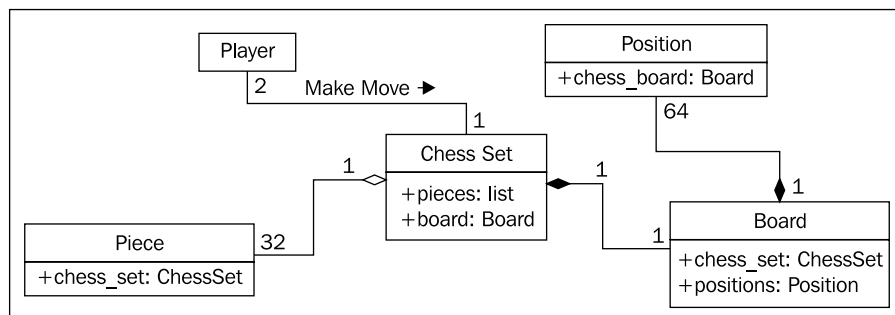 Player
2
Make Move
1
Position
+chess_board: Board
64
Chess Set
+pieces: list
+board: Board
1
32
Piece
+chess_set: ChessSet
1
1
1
Board
+chess_set: ChessSet
+positions: Position